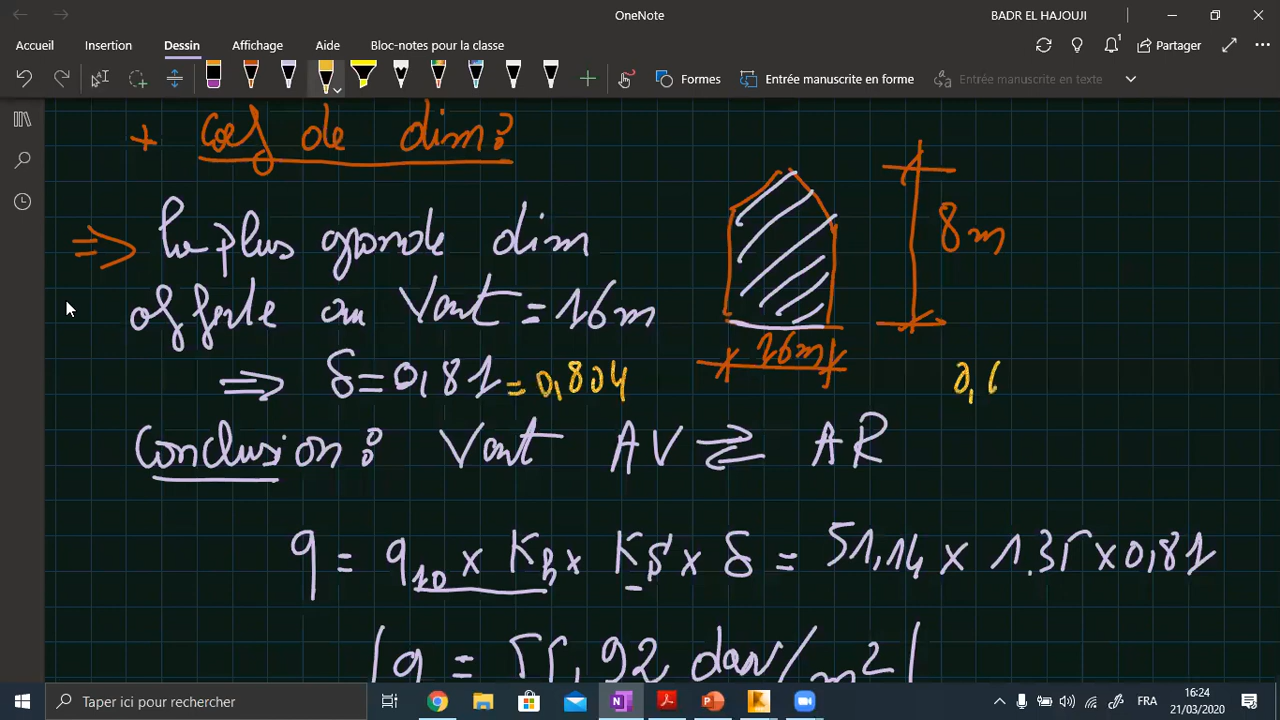 OneNote
BADR EL HAJOUJI
Accueil Insertion Dessin Affichage Aide Bloc-notes pour la classe
Partager
Formes Entrée manuscrite en forme Entrée manuscrite en texte
+ Coef de dim?
⇒ La plus grande dim
offerte au Vent = 16m
⇒ δ = 0,81 = 0,804
8m
16m
0,6
Conclusion : Vent AV ⇄ AR
q = q10 x Kh x Ks x δ = 51,14 x 1.35 x 0,81
q = 55,92 daN/m2
Taper ici pour rechercher
FRA
16:24
21/03/2020